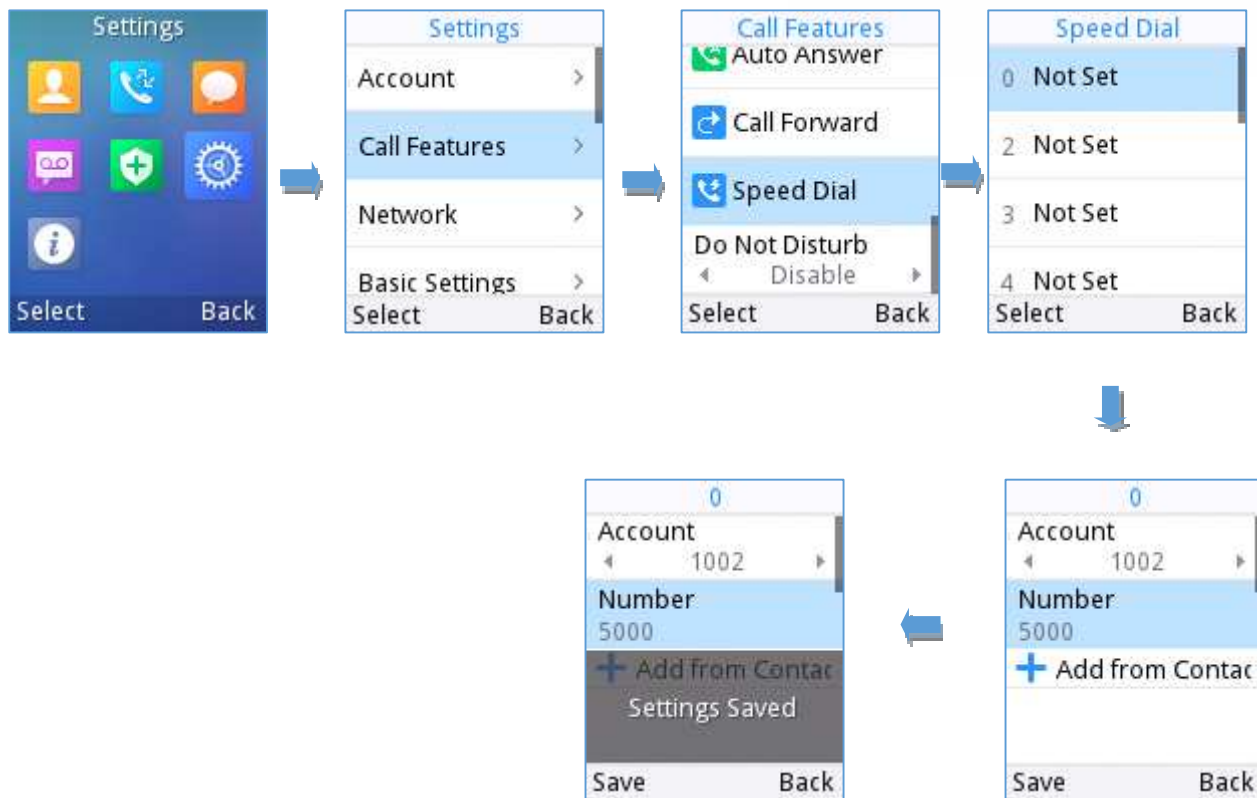 Settings
Select Back
Settings
Account
Call Features
Network
Basic Settings
Select Back
Call Features
Auto Answer
Call Forward
Speed Dial
Do Not Disturb
Disable
Select Back
Speed Dial
0 Not Set
2 Not Set
3 Not Set
4 Not Set
Select Back
0
Account
1002
Number
5000
Add from Contac
Save Back
0
Account
1002
Number
5000
Add from Contac
Settings Saved
Save Back